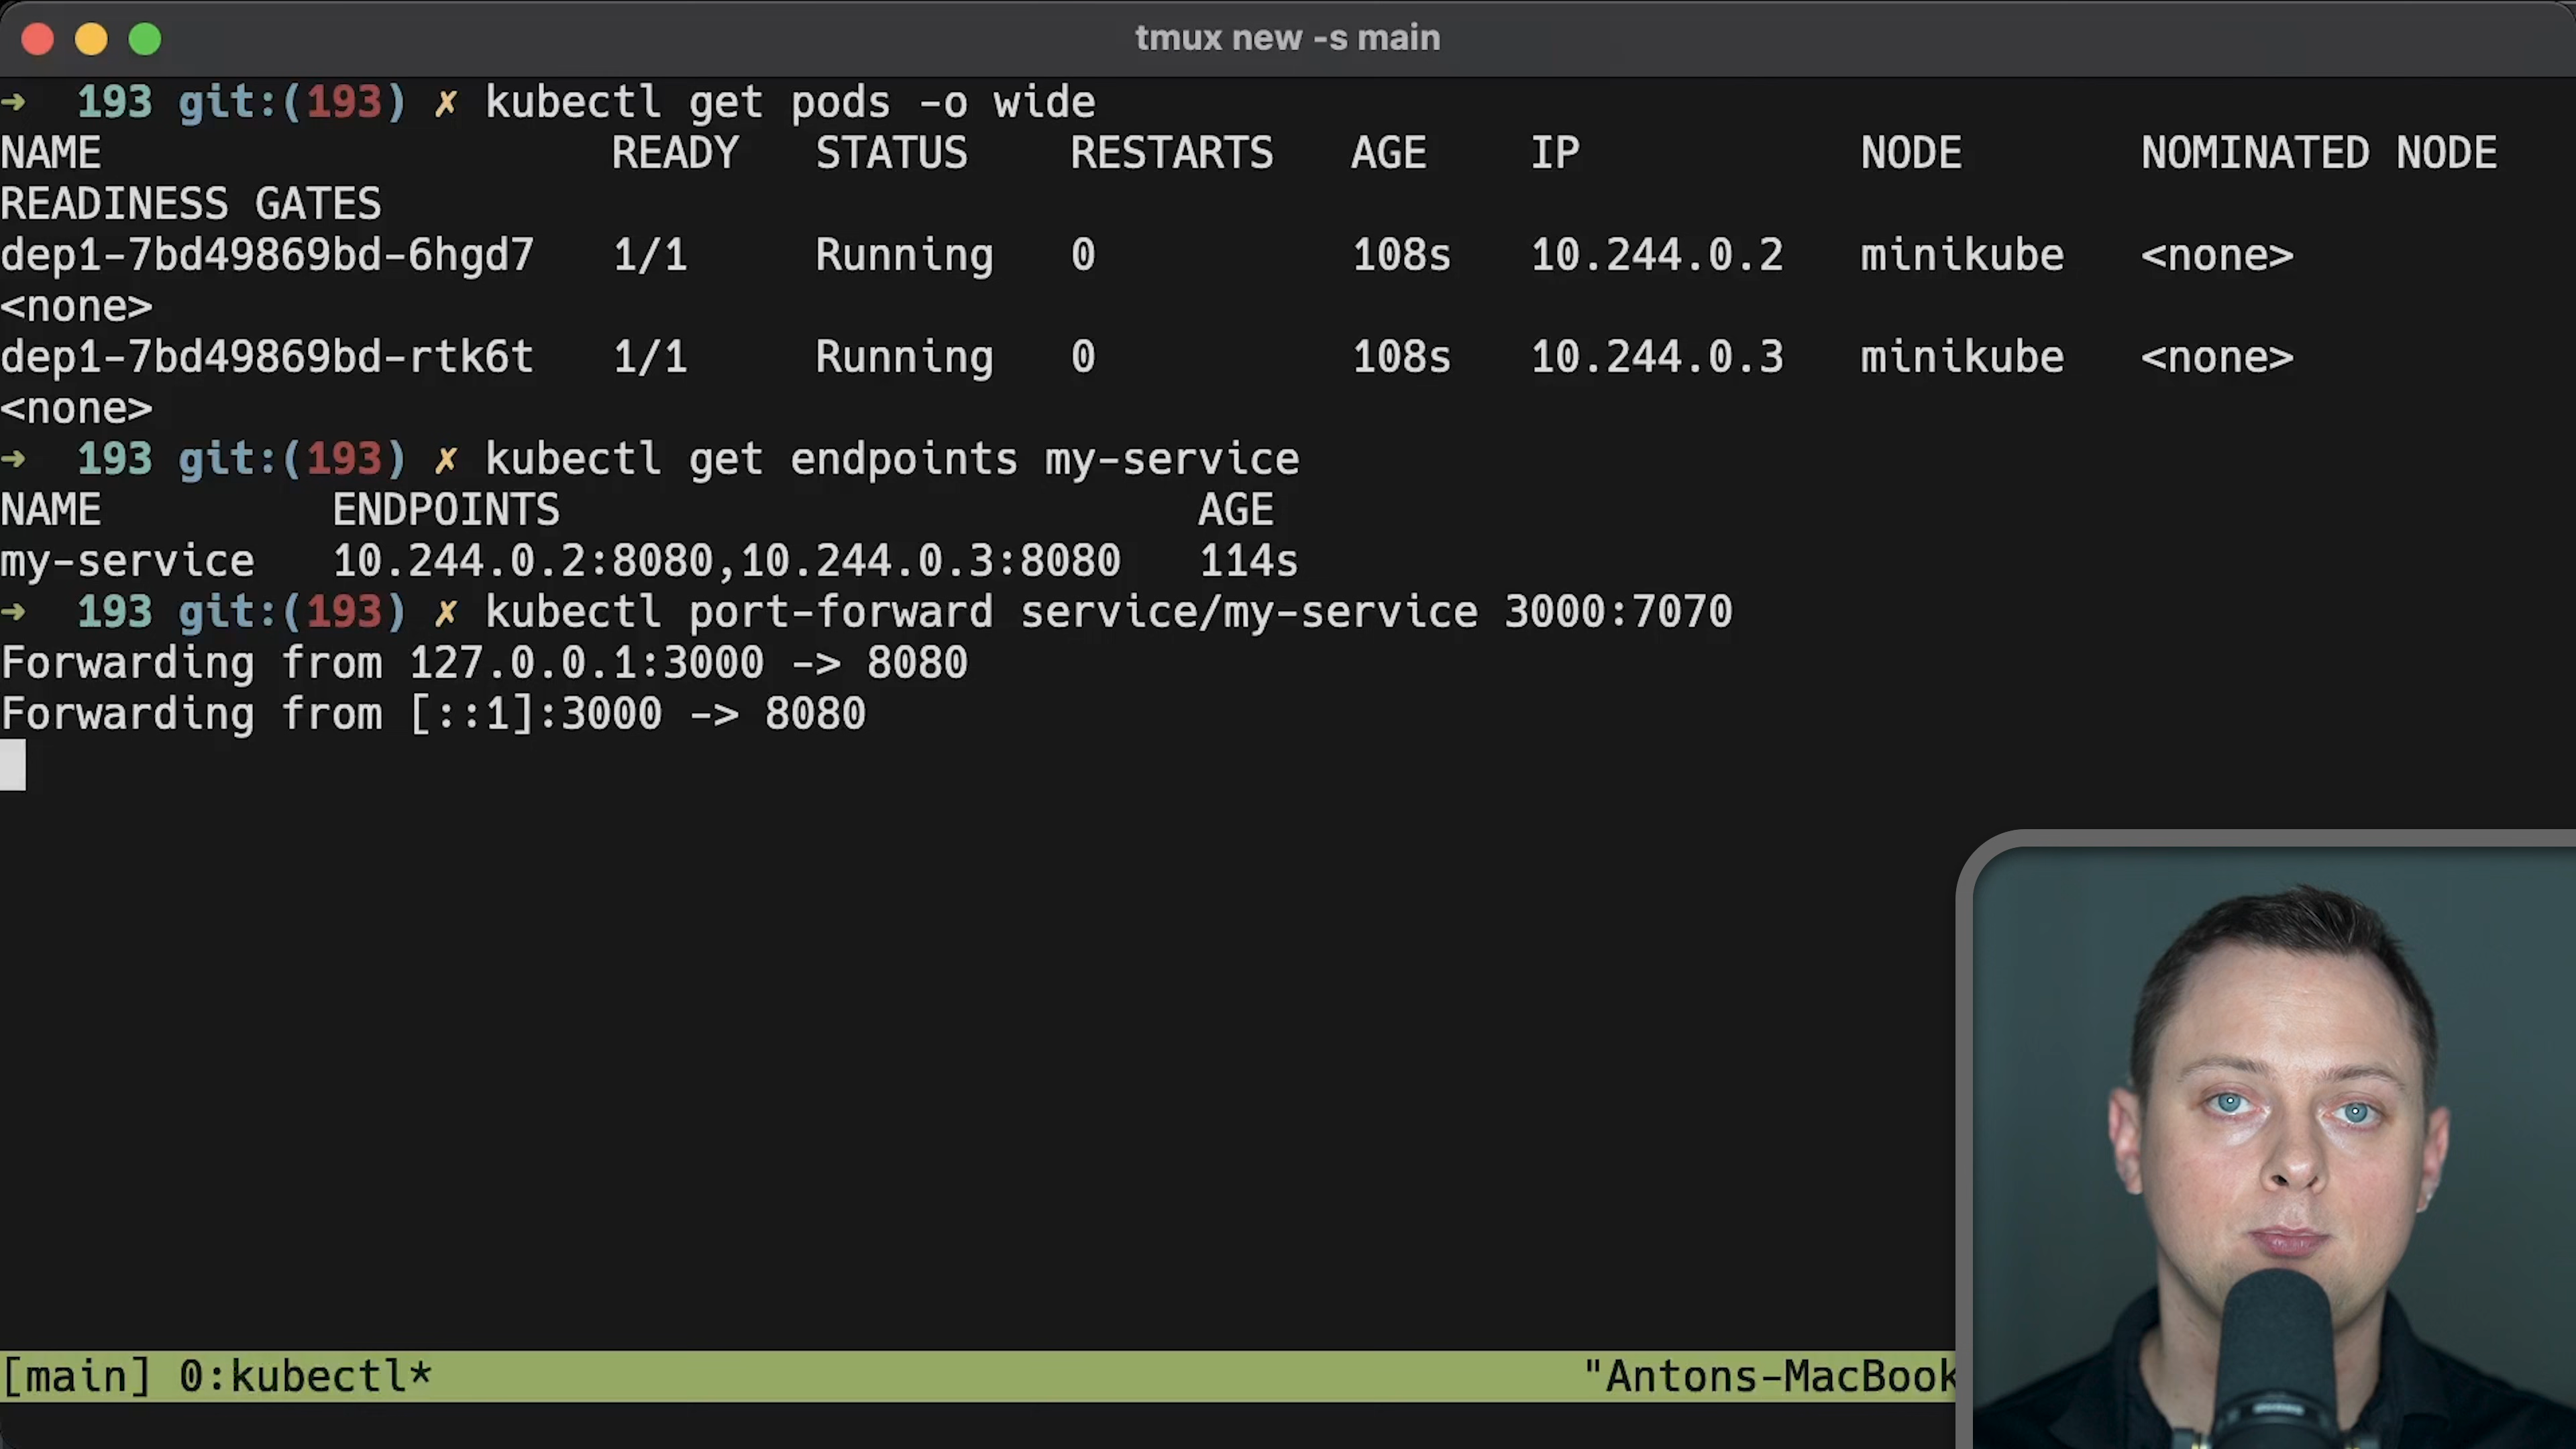 tmux new -s main
→ 193 git:(193) ✗ kubectl get pods -o wide
NAME READY STATUS RESTARTS AGE IP NODE NOMINATED NODE
READINESS GATES
dep1-7bd49869bd-6hgd7 1/1 Running 0 108s 10.244.0.2 minikube <none>
<none>
dep1-7bd49869bd-rtk6t 1/1 Running 0 108s 10.244.0.3 minikube <none>
<none>
→ 193 git:(193) ✗ kubectl get endpoints my-service
NAME ENDPOINTS AGE
my-service 10.244.0.2:8080,10.244.0.3:8080 114s
→ 193 git:(193) ✗ kubectl port-forward service/my-service 3000:7070
Forwarding from 127.0.0.1:3000 -> 8080
Forwarding from [::1]:3000 -> 8080
[main] 0:kubectl* "Antons-MacBook